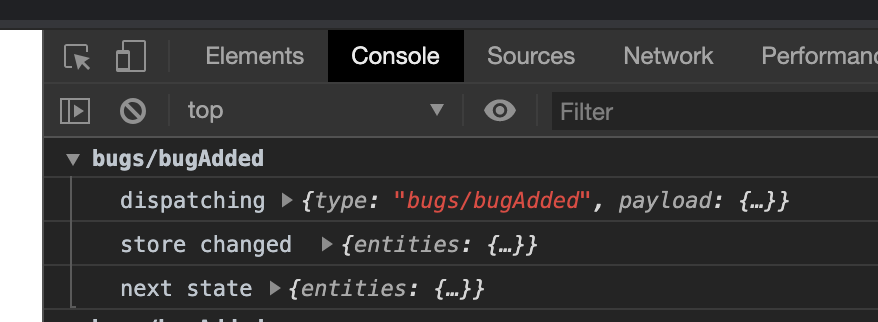 Elements Console Sources Network Performanc
top Filter
bugs/bugAdded
dispatching {type: "bugs/bugAdded", payload: {…}}
store changed {entities: {…}}
next state {entities: {…}}